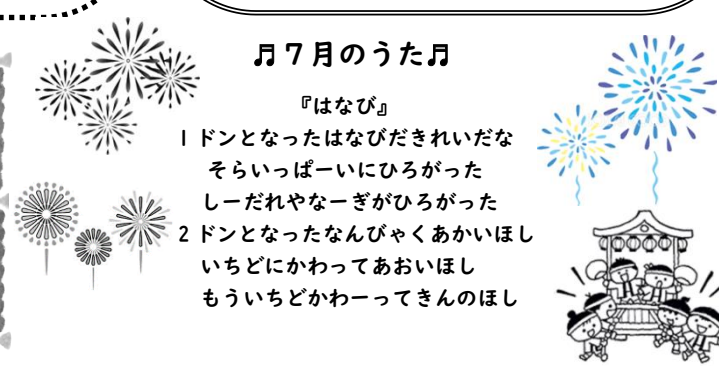 ♬7月のうた♬
『はなび』
1 ドンとなったはなびだきれいだな
そらいっぱーいにひろがった
しーだれやなーぎがひろがった
2 ドンとなったなんびゃくあかいほし
いちどにかわってあおいほし
もういちどかわーってきんのほし